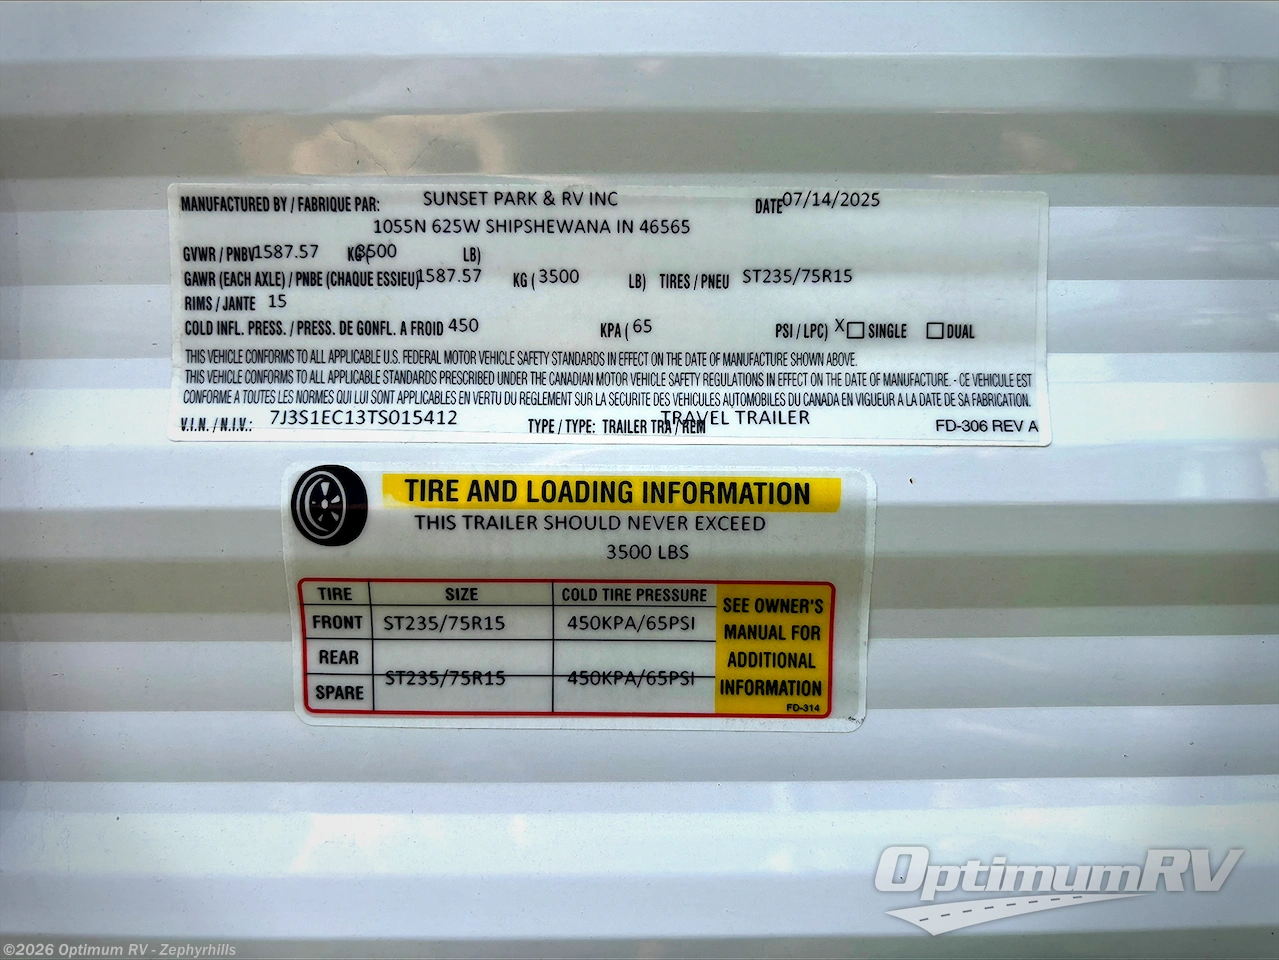 MANUFACTURED BY / FABRIQUE PAR: SUNSET PARK & RV INC DATE 07/14/2025
1055N 625W SHIPSHEWANA IN 46565
GVWR / PNBV 1587.57 KG( 3500 LB)
GAWR (EACH AXLE) / PNBE (CHAQUE ESSIEU) 1587.57 KG ( 3500 LB) TIRES / PNEU ST235/75R15
RIMS / JANTE 15
COLD INFL. PRESS. / PRESS. DE GONFL. A FROID 450 KPA ( 65 PSI / LPC) X SINGLE DUAL
THIS VEHICLE CONFORMS TO ALL APPLICABLE U.S. FEDERAL MOTOR VEHICLE SAFETY STANDARDS IN EFFECT ON THE DATE OF MANUFACTURE SHOWN ABOVE.
THIS VEHICLE CONFORMS TO ALL APPLICABLE STANDARDS PRESCRIBED UNDER THE CANADIAN MOTOR VEHICLE SAFETY REGULATIONS IN EFFECT ON THE DATE OF MANUFACTURE. - CE VEHICULE EST
CONFORME A TOUTES LES NORMES QUI LUI SONT APPLICABLES EN VERTU DU REGLEMENT SUR LA SECURITE DES VEHICULES AUTOMOBILES DU CANADA EN VIGUEUR A LA DATE DE SA FABRICATION.
V.I.N. / N.I.V.: 7J3S1EC13TS015412 TYPE / TYPE: TRAILER TRA / REM TRAVEL TRAILER FD-306 REV A
TIRE AND LOADING INFORMATION
THIS TRAILER SHOULD NEVER EXCEED
3500 LBS
TIRE SIZE COLD TIRE PRESSURE
FRONT ST235/75R15 450KPA/65PSI
REAR
ST235/75R15 450KPA/65PSI
SPARE
SEE OWNER'S
MANUAL FOR
ADDITIONAL
INFORMATION
FD-314
OptimumRV
©2026 Optimum RV - Zephyrhills